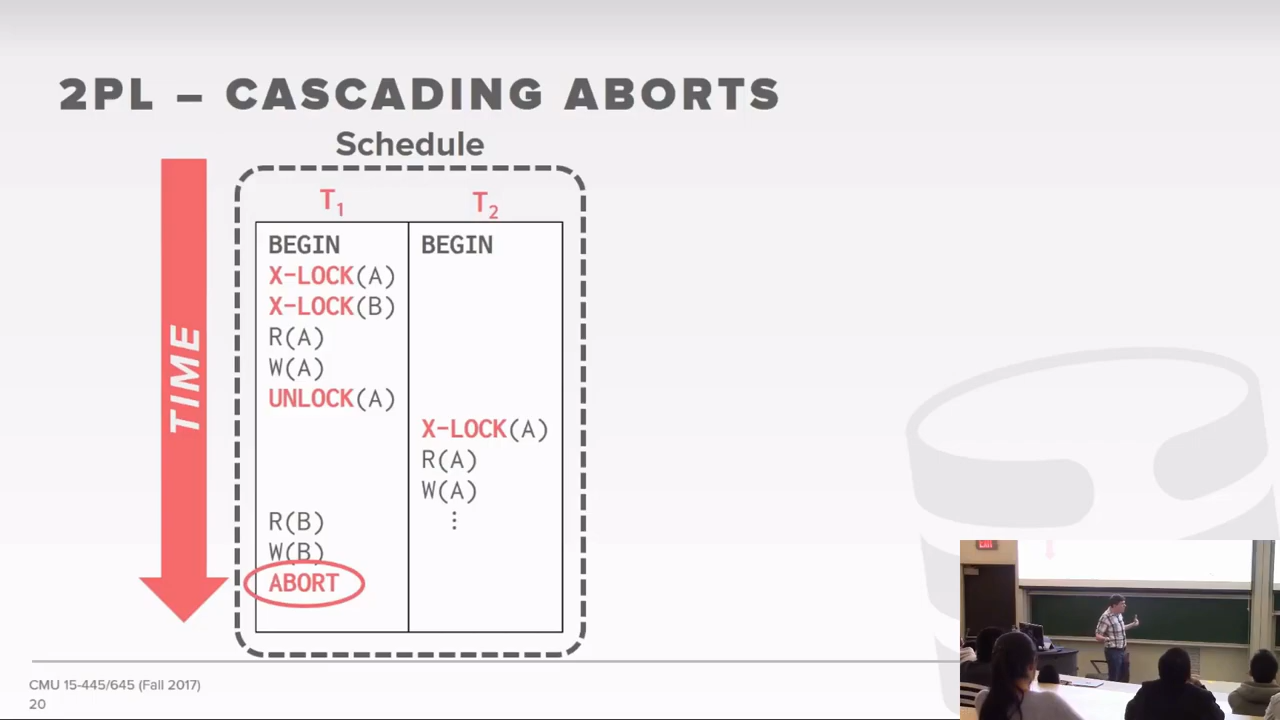 2PL – CASCADING ABORTS
Schedule
TIME
T1 T2
BEGIN BEGIN
X-LOCK(A)
X-LOCK(B)
R(A)
W(A)
UNLOCK(A)
X-LOCK(A)
R(A)
W(A)
R(B) ⋮
W(B)
ABORT
CMU 15-445/645 (Fall 2017)
20
EXIT